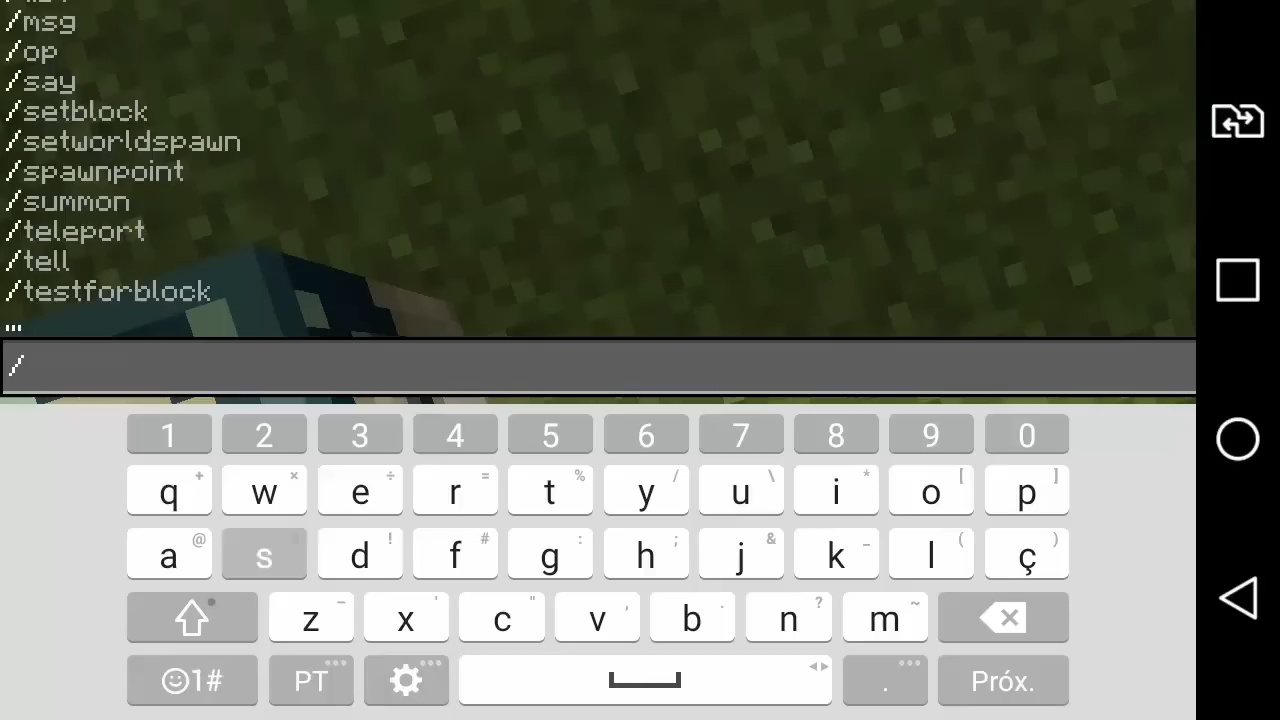 /msg
/op
/say
/setblock
/setworldspawn
/spawnpoint
/summon
/teleport
/tell
/testforblock
...
/
1 2 3 4 5 6 7 8 9 0
q + w × e ÷ r = t % y / u \ i * o [ p ]
a @ s d ! f # g : h ; j & k _ l ( ç )
z - x ' c " v , b . n ? m ~
1# PT ... ... . ... Próx.